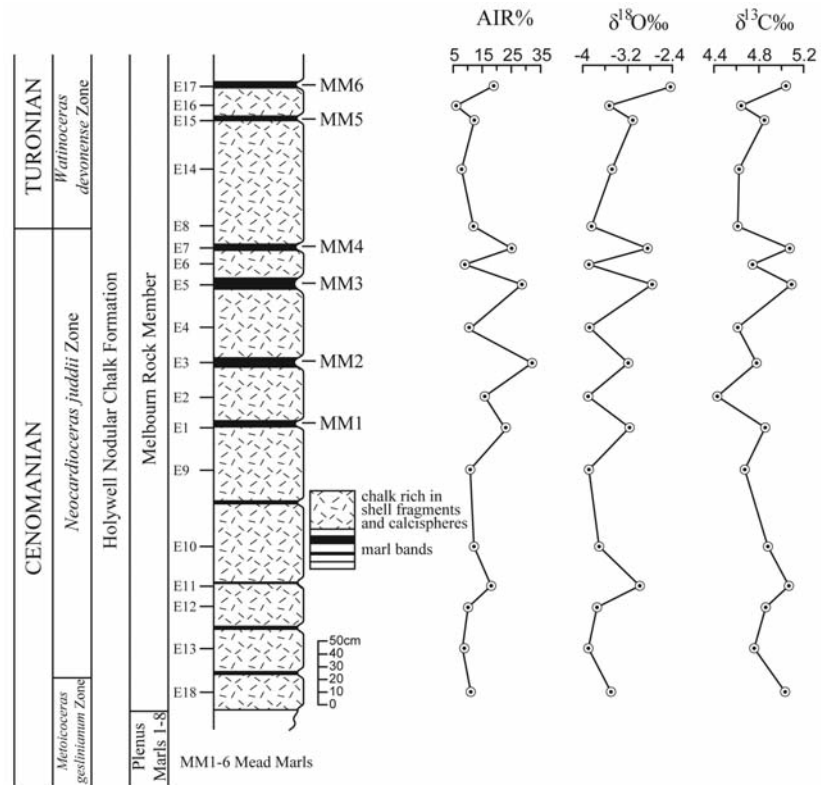 AIR%
δ18O‰
δ13C‰
5 15 25 35
-4 -3.2 -2.4
4.4 4.8 5.2
TURONIAN
Watinoceras
devonense Zone
CENOMANIAN
Neocardioceras juddii Zone
Metoicoceras
geslinianum Zone
Holywell Nodular Chalk Formation
Melbourn Rock Member
Plenus
Marls 1-8
E17
MM6
E16
E15
MM5
E14
E8
E7
MM4
E6
E5
MM3
E4
E3
MM2
E2
E1
MM1
E9
E10
E11
E12
E13
E18
chalk rich in
shell fragments
and calcispheres
marl bands
50cm
40
30
20
10
0
MM1-6 Mead Marls